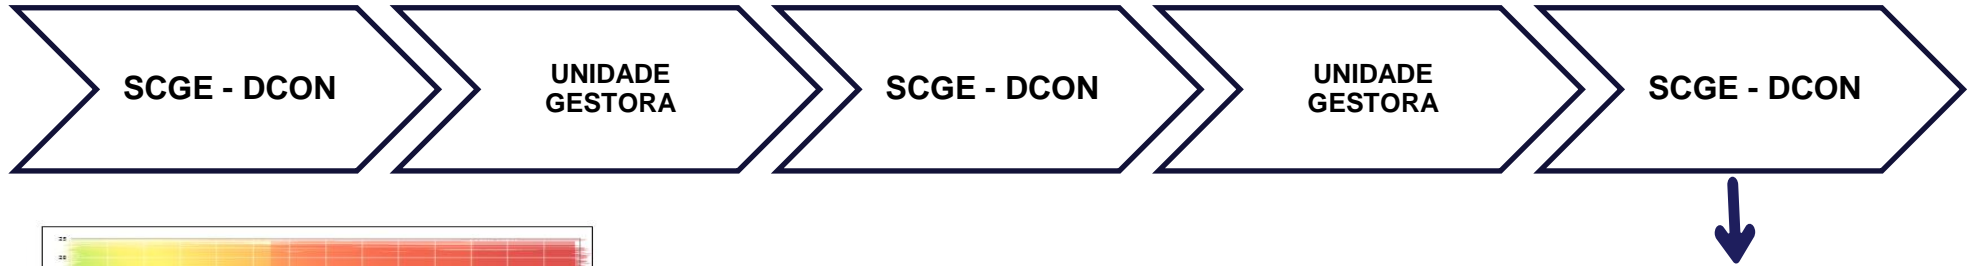 SCGE - DCON
UNIDADE
GESTORA
SCGE - DCON
UNIDADE
GESTORA
SCGE - DCON